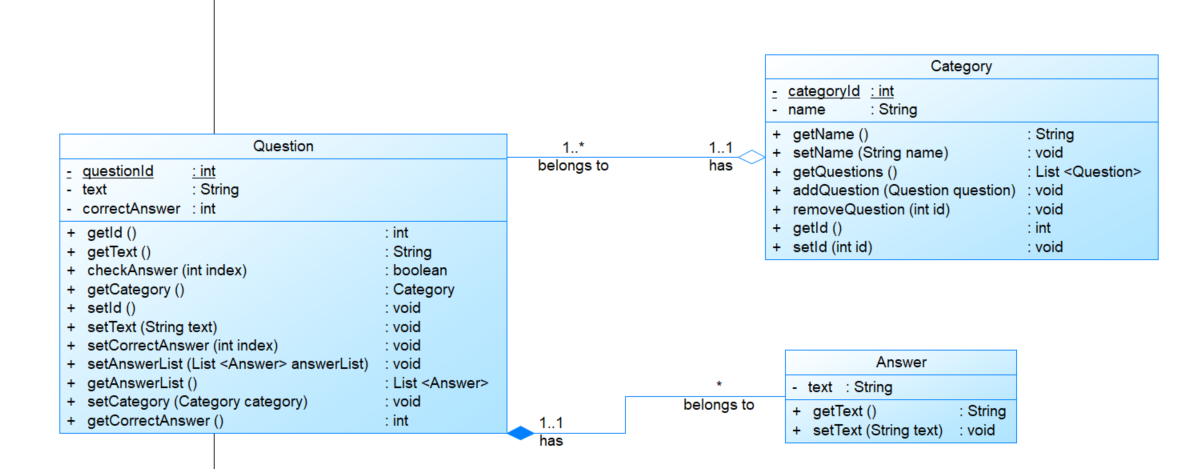 Category
- categoryId : int
- name : String
+ getName () : String
+ setName (String name) : void
+ getQuestions () : List <Question>
+ addQuestion (Question question) : void
+ removeQuestion (int id) : void
+ getId () : int
+ setId (int id) : void
1..* 1..1
belongs to has
Question
- questionId : int
- text : String
- correctAnswer : int
+ getId () : int
+ getText () : String
+ checkAnswer (int index) : boolean
+ getCategory () : Category
+ setId () : void
+ setText (String text) : void
+ setCorrectAnswer (int index) : void
+ setAnswerList (List <Answer> answerList) : void
+ getAnswerList () : List <Answer>
+ setCategory (Category category) : void
+ getCorrectAnswer () : int
1..1
has
*
belongs to
Answer
- text : String
+ getText () : String
+ setText (String text) : void